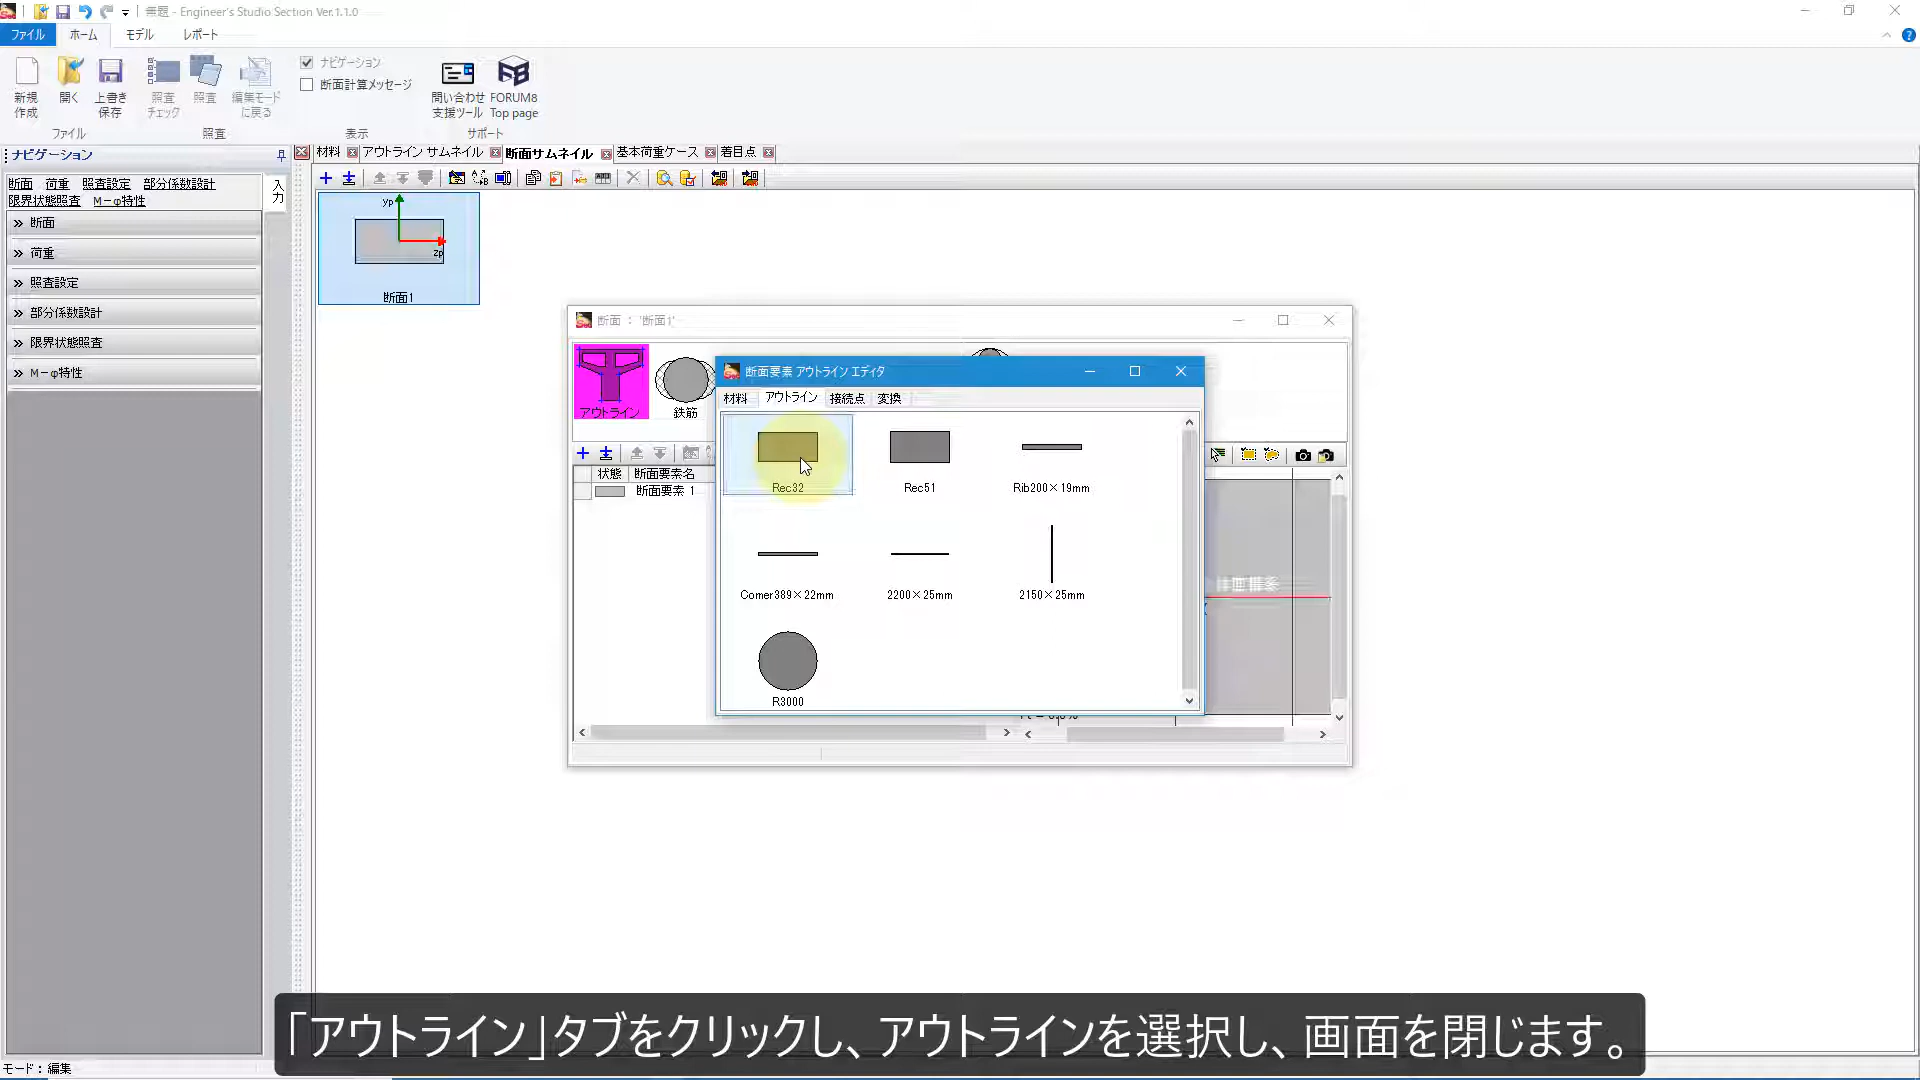 無題 - Engineer's Studio Section Ver.1.1.0
ファイル ホーム モデル レポート
新規作成 開く 上書き保存
照査チェック 照査 編集モードに戻る
ナビゲーション
断面計算メッセージ
問い合わせ支援ツール FORUM8 Top page
ファイル 照査 表示 サポート
ナビゲーション
材料 アウトライン サムネイル 断面サムネイル 基本荷重ケース 着目点
断面 荷重 照査設定 部分係数設計
限界状態照査 M-φ特性
入力
断面
荷重
照査設定
部分係数設計
限界状態照査
M-φ特性
yp
zp
断面1
断面 : '断面1'
アウトライン 鉄筋
状態 断面要素名
断面要素 1
断面要素 アウトライン エディタ
材料 アウトライン 接続点 変換
Rec32 Rec51 Rib200×19mm
Corner389×22mm 2200×25mm 2150×25mm
R3000
「アウトライン」タブをクリックし、アウトラインを選択し、画面を閉じます。
モード : 編集